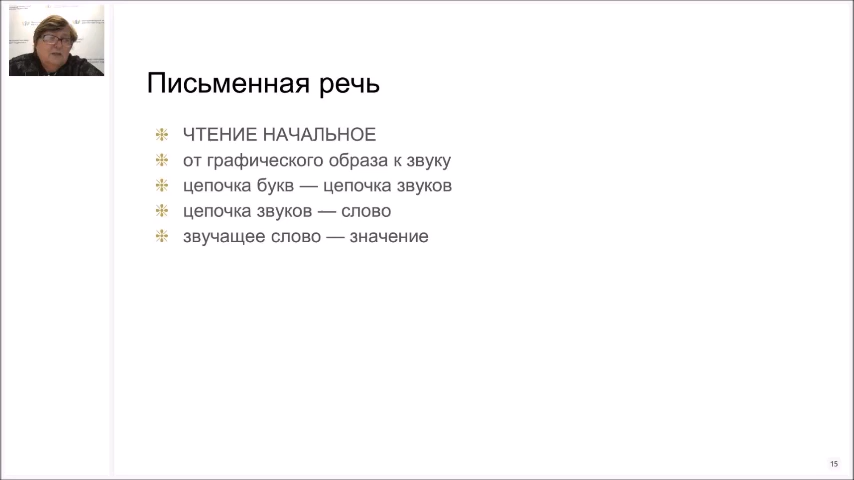 Письменная речь
ЧТЕНИЕ НАЧАЛЬНОЕ
от графического образа к звуку
цепочка букв — цепочка звуков
цепочка звуков — слово
звучащее слово — значение
15